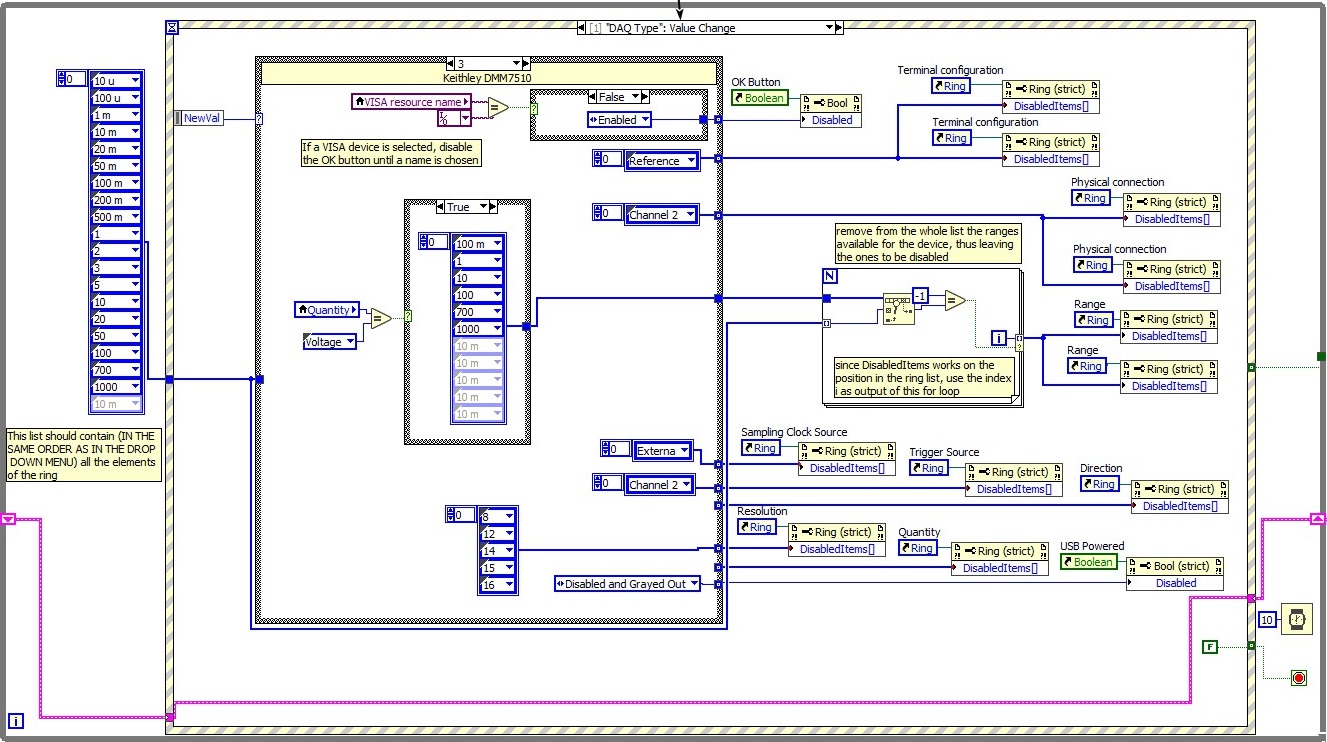 [1] "DAQ Type": Value Change
0
10 u
100 u
1 m
10 m
20 m
50 m
100 m
200 m
500 m
1
2
3
5
10
20
50
100
700
1000
10 m
This list should contain (IN THE
SAME ORDER AS IN THE DROP
DOWN MENU) all the elements
of the ring
i
NewVal
3
Keithley DMM7510
VISA resource name
=
If a VISA device is selected, disable
the OK button until a name is chosen
False
Enabled
0
Reference
0
Channel 2
True
0
100 m
1
10
100
700
1000
10 m
10 m
10 m
10 m
10 m
Quantity
Voltage
=
0
Externa
0
Channel 2
0
8
12
14
15
16
Disabled and Grayed Out
OK Button
Boolean
Bool
Disabled
Terminal configuration
Ring
Ring (strict)
DisabledItems[]
Terminal configuration
Ring
Ring (strict)
DisabledItems[]
Physical connection
Ring
Ring (strict)
DisabledItems[]
Physical connection
Ring
Ring (strict)
DisabledItems[]
remove from the whole list the ranges
available for the device, thus leaving
the ones to be disabled
N
-1
=
i
since DisabledItems works on the
position in the ring list, use the index
i as output of this for loop
Range
Ring
Ring (strict)
DisabledItems[]
Range
Ring
Ring (strict)
DisabledItems[]
Sampling Clock Source
Ring
Ring (strict)
DisabledItems[]
Trigger Source
Ring
Ring (strict)
DisabledItems[]
Direction
Ring
Ring (strict)
DisabledItems[]
Resolution
Ring
Ring (strict)
DisabledItems[]
Quantity
Ring
Ring (strict)
DisabledItems[]
USB Powered
Boolean
Bool (strict)
Disabled
10
F